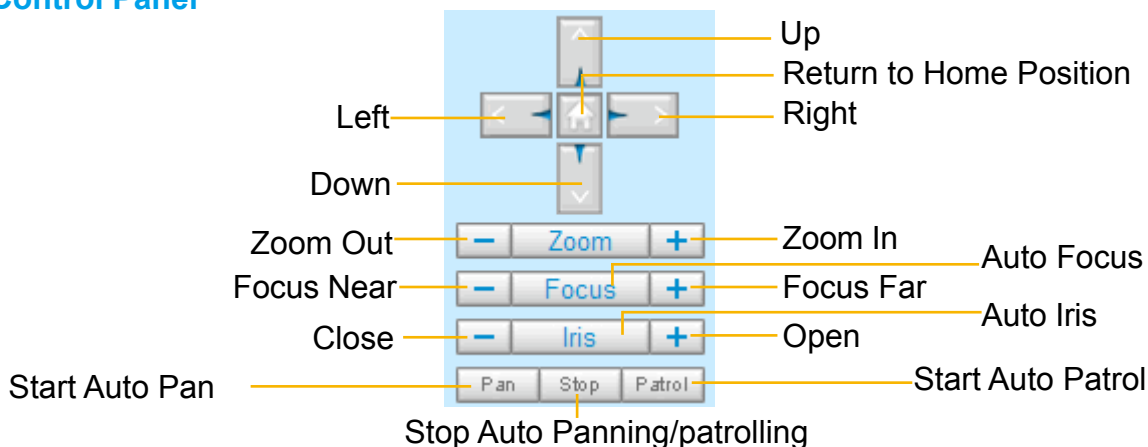 Control Panel
Up
Return to Home Position
Left
Right
Down
Zoom Out
− Zoom +
Zoom In
Auto Focus
Focus Near
− Focus +
Focus Far
Auto Iris
Close
− Iris +
Open
Start Auto Pan
Pan Stop Patrol
Start Auto Patrol
Stop Auto Panning/patrolling